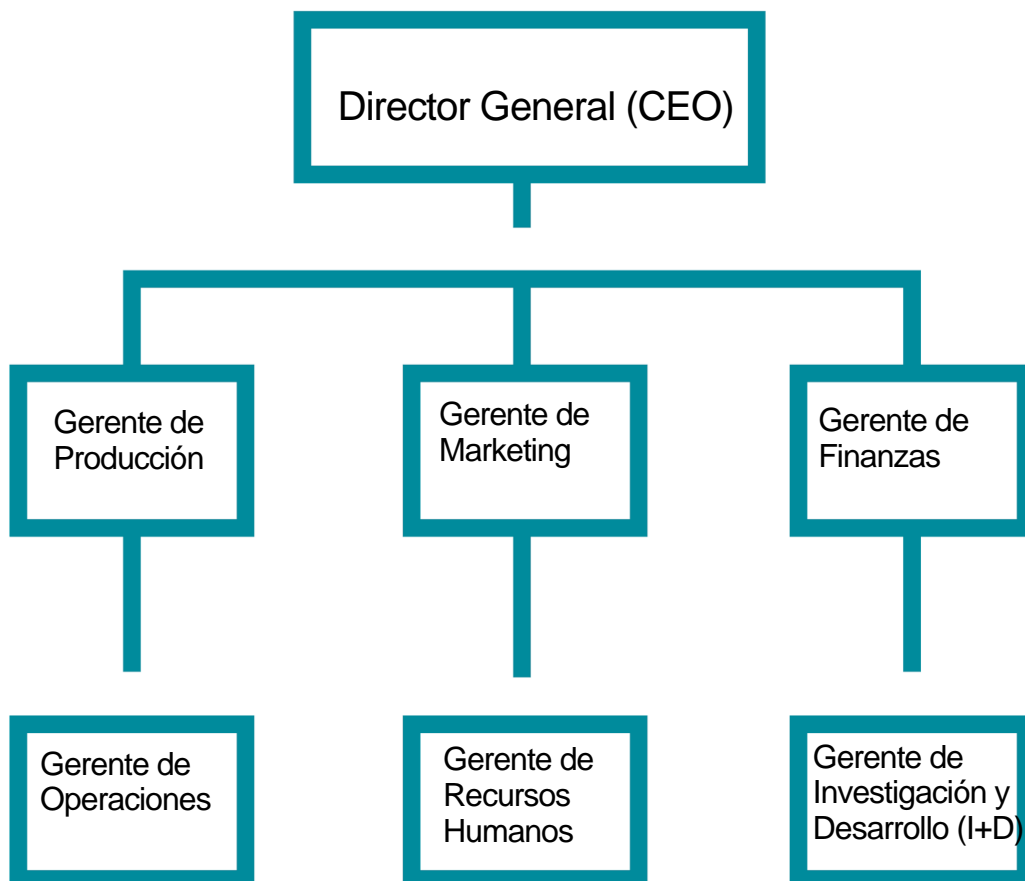 Director General (CEO)
Gerente de
Producción
Gerente de
Marketing
Gerente de
Finanzas
Gerente de
Operaciones
Gerente de
Recursos
Humanos
Gerente de
Investigación y
Desarrollo (I+D)